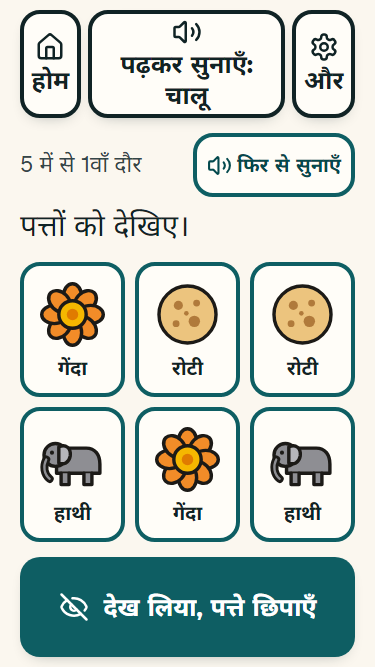 होम
पढ़कर सुनाएँ:
चालू
और
5 में से 1वाँ दौर
फिर से सुनाएँ
पत्तों को देखिए।
गेंदा
रोटी
रोटी
हाथी
गेंदा
हाथी
देख लिया, पत्ते छिपाएँ